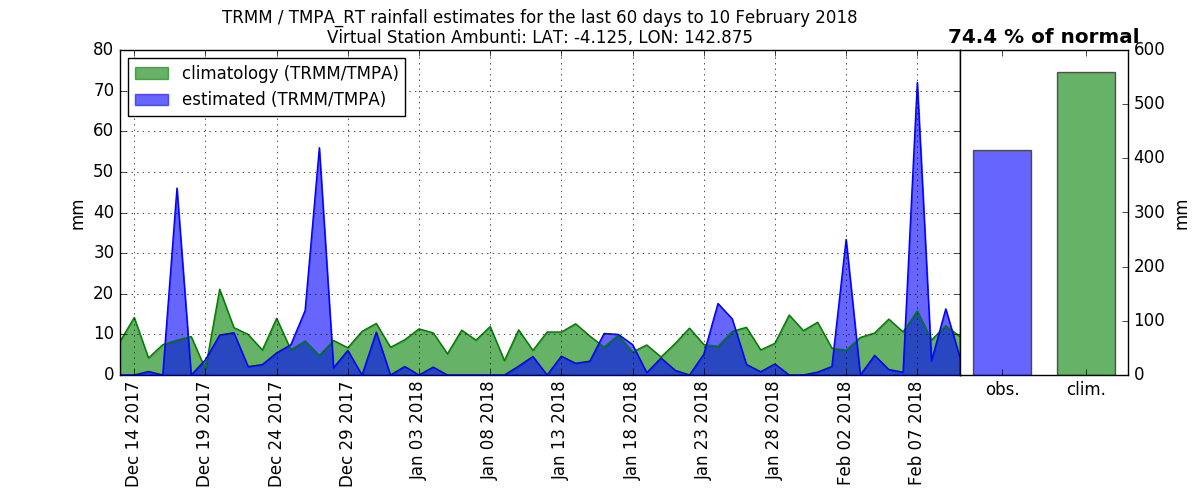 TRMM / TMPA_RT rainfall estimates for the last 60 days to 10 February 2018
Virtual Station Ambunti: LAT: -4.125, LON: 142.875
74.4 % of normal
climatology (TRMM/TMPA)
estimated (TRMM/TMPA)
80
70
60
50
40
30
20
10
0
mm
Dec 14 2017
Dec 19 2017
Dec 24 2017
Dec 29 2017
Jan 03 2018
Jan 08 2018
Jan 13 2018
Jan 18 2018
Jan 23 2018
Jan 28 2018
Feb 02 2018
Feb 07 2018
600
500
400
300
200
100
0
mm
obs.
clim.